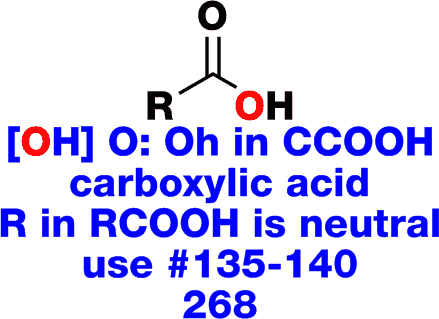 O
R OH
[OH] O: Oh in CCOOH
carboxylic acid
R in RCOOH is neutral
use #135-140
268